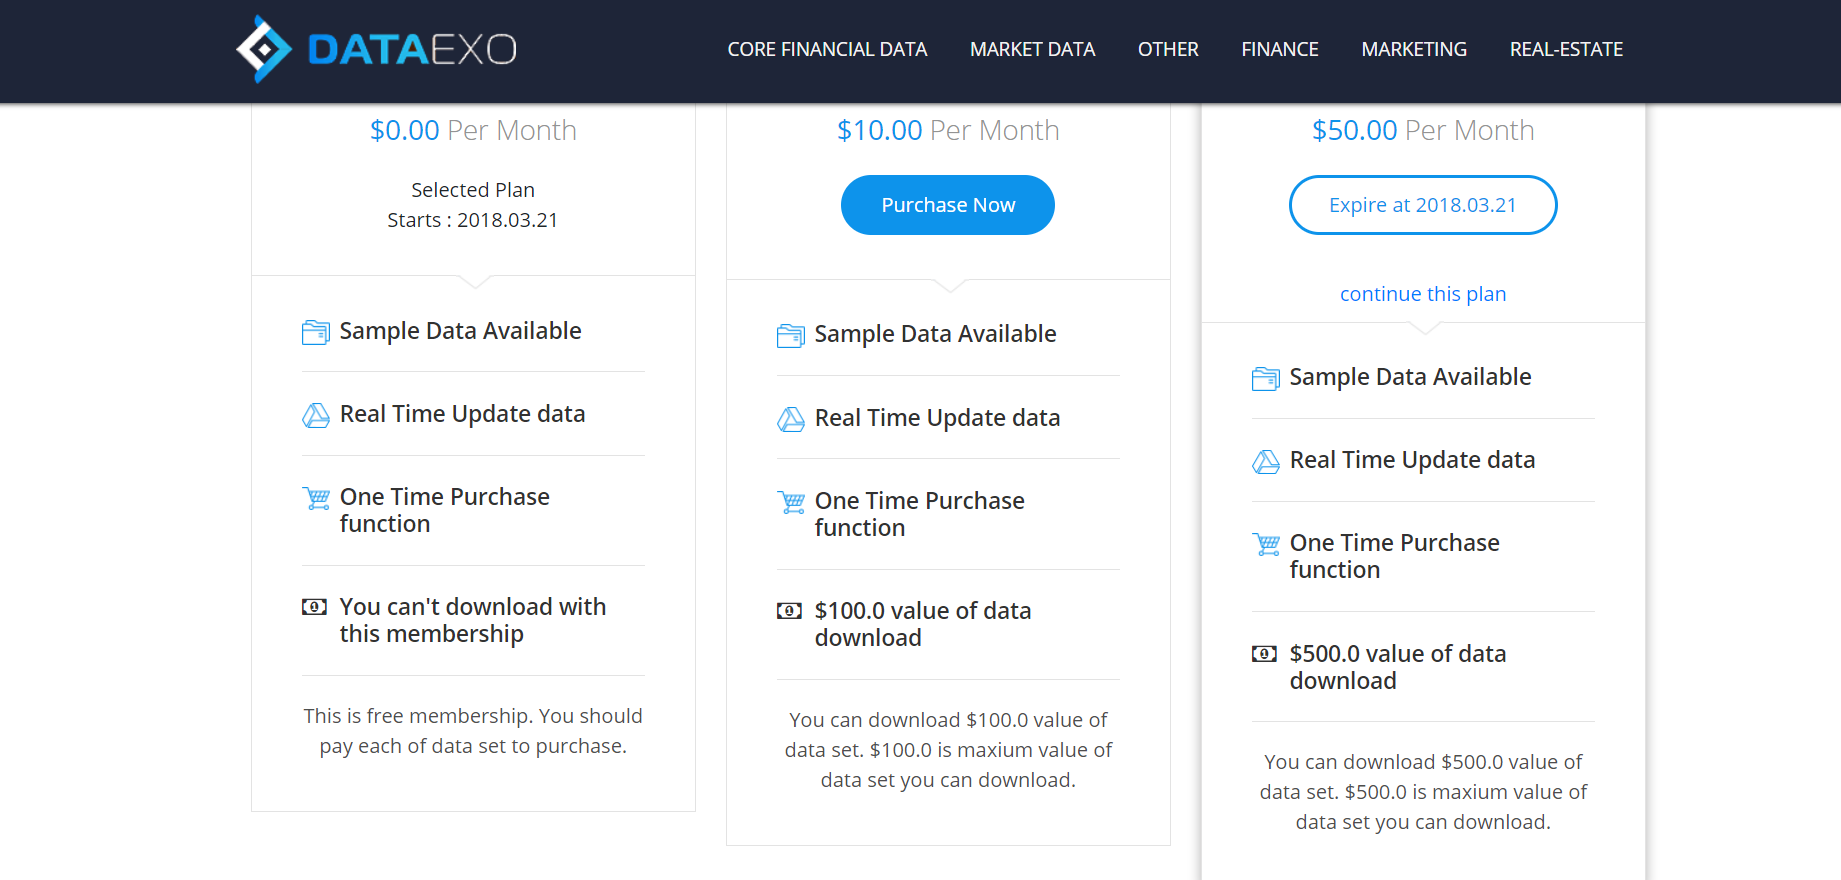 DATAEXO
CORE FINANCIAL DATA
MARKET DATA
OTHER
FINANCE
MARKETING
REAL-ESTATE
$0.00 Per Month
Selected Plan
Starts : 2018.03.21
Sample Data Available
Real Time Update data
One Time Purchase
function
You can't download with
this membership
This is free membership. You should
pay each of data set to purchase.
$10.00 Per Month
Purchase Now
Sample Data Available
Real Time Update data
One Time Purchase
function
$100.0 value of data
download
You can download $100.0 value of
data set. $100.0 is maxium value of
data set you can download.
$50.00 Per Month
Expire at 2018.03.21
continue this plan
Sample Data Available
Real Time Update data
One Time Purchase
function
$500.0 value of data
download
You can download $500.0 value of
data set. $500.0 is maxium value of
data set you can download.